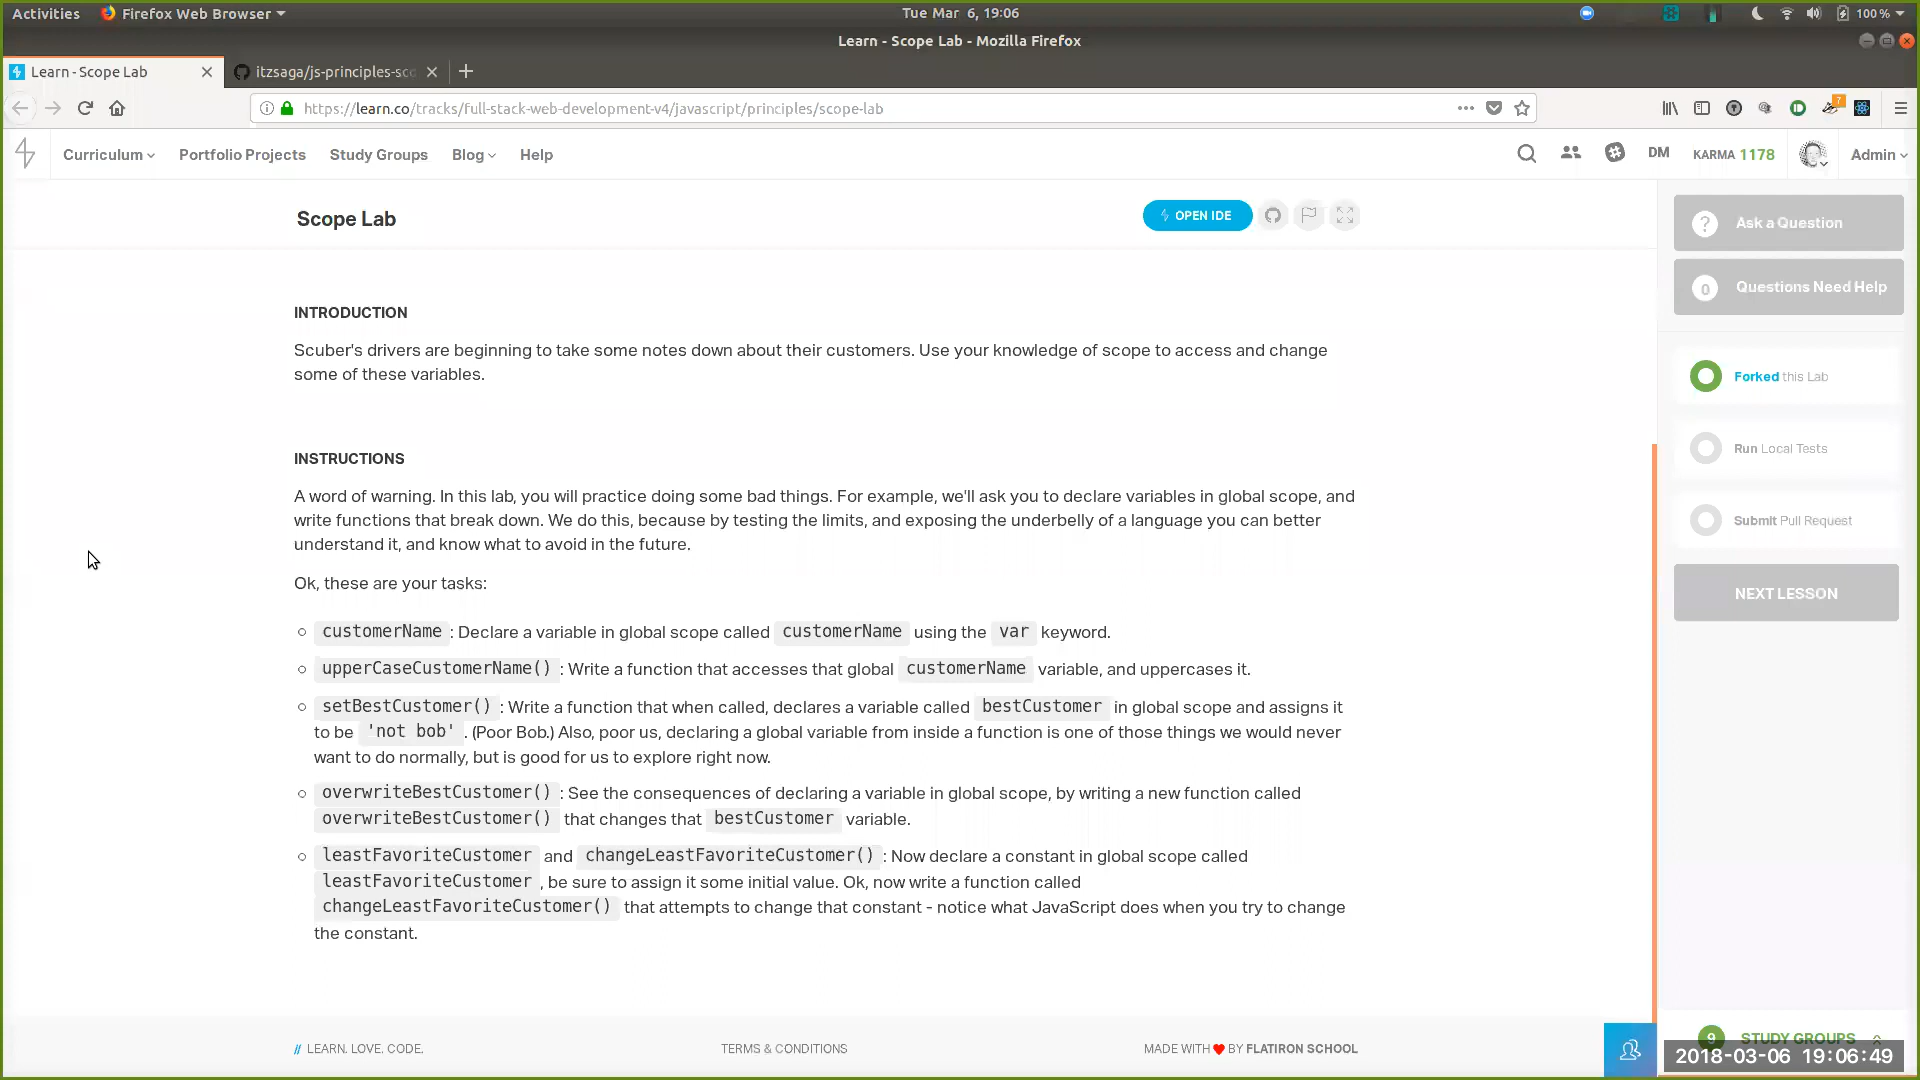 Activities Firefox Web Browser Tue Mar 6, 19:06 100 %
Learn - Scope Lab - Mozilla Firefox
Learn - Scope Lab itzsaga/js-principles-sco
https://learn.co/tracks/full-stack-web-development-v4/javascript/principles/scope-lab 7
Curriculum Portfolio Projects Study Groups Blog Help DM KARMA 1178 Admin
Scope Lab OPEN IDE
? Ask a Question
0 Questions Need Help
INTRODUCTION
Scuber's drivers are beginning to take some notes down about their customers. Use your knowledge of scope to access and change
some of these variables.
Forked this Lab
Run Local Tests
Submit Pull Request
NEXT LESSON
INSTRUCTIONS
A word of warning. In this lab, you will practice doing some bad things. For example, we'll ask you to declare variables in global scope, and
write functions that break down. We do this, because by testing the limits, and exposing the underbelly of a language you can better
understand it, and know what to avoid in the future.
Ok, these are your tasks:
customerName : Declare a variable in global scope called customerName using the var keyword.
upperCaseCustomerName() : Write a function that accesses that global customerName variable, and uppercases it.
setBestCustomer() : Write a function that when called, declares a variable called bestCustomer in global scope and assigns it
to be 'not bob' . (Poor Bob.) Also, poor us, declaring a global variable from inside a function is one of those things we would never
want to do normally, but is good for us to explore right now.
overwriteBestCustomer() : See the consequences of declaring a variable in global scope, by writing a new function called
overwriteBestCustomer() that changes that bestCustomer variable.
leastFavoriteCustomer and changeLeastFavoriteCustomer() : Now declare a constant in global scope called
leastFavoriteCustomer , be sure to assign it some initial value. Ok, now write a function called
changeLeastFavoriteCustomer() that attempts to change that constant - notice what JavaScript does when you try to change
the constant.
// LEARN. LOVE. CODE. TERMS & CONDITIONS MADE WITH ❤ BY FLATIRON SCHOOL
9 STUDY GROUPS
2018-03-06 19:06:49